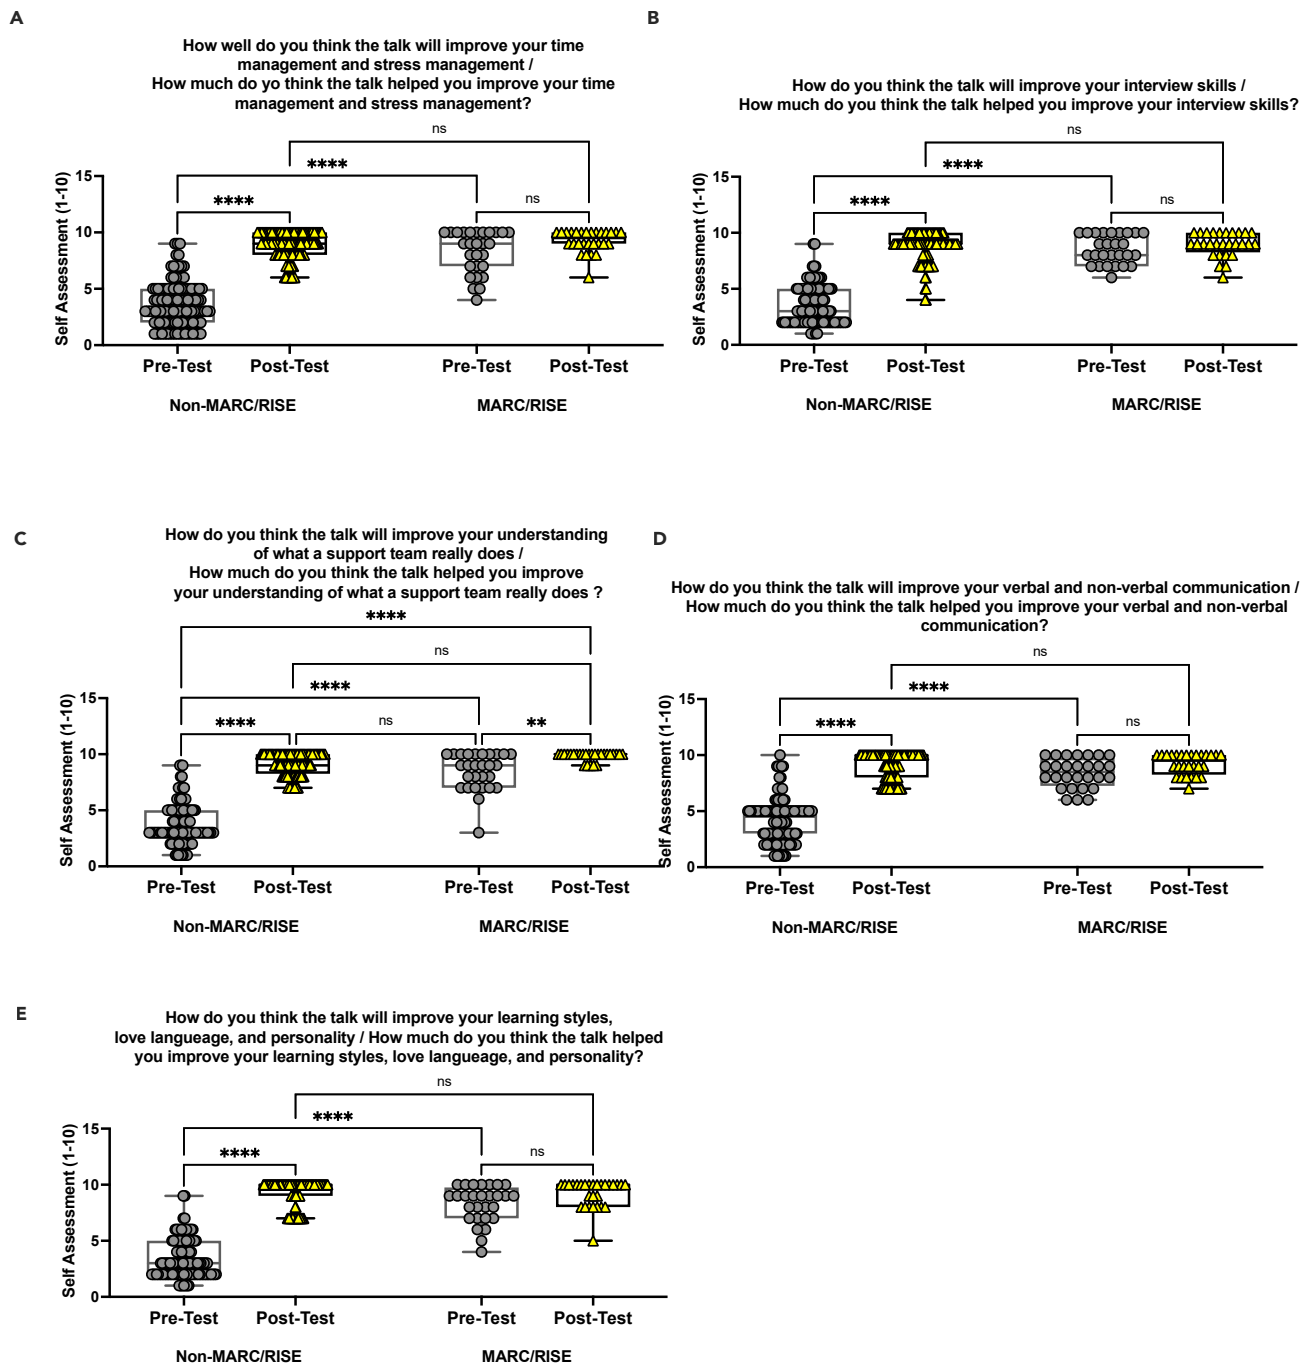 A
How well do you think the talk will improve your time
management and stress management /
How much do yo think the talk helped you improve your time
management and stress management?
ns
****
****
ns
Self Assessment (1-10)
15
10
5
0
Pre-Test
Post-Test
Pre-Test
Post-Test
Non-MARC/RISE
MARC/RISE
B
How do you think the talk will improve your interview skills /
How much do you think the talk helped you improve your interview skills?
ns
****
****
ns
Self Assessment (1-10)
15
10
5
0
Pre-Test
Post-Test
Pre-Test
Post-Test
Non-MARC/RISE
MARC/RISE
C
How do you think the talk will improve your understanding
of what a support team really does /
How much do you think the talk helped you improve
your understanding of what a support team really does ?
****
ns
****
****
ns
**
Self Assessment (1-10)
15
10
5
0
Pre-Test
Post-Test
Pre-Test
Post-Test
Non-MARC/RISE
MARC/RISE
D
How do you think the talk will improve your verbal and non-verbal communication /
How much do you think the talk helped you improve your verbal and non-verbal
communication?
ns
****
****
ns
Self Assessment (1-10)
15
10
5
0
Pre-Test
Post-Test
Pre-Test
Post-Test
Non-MARC/RISE
MARC/RISE
E
How do you think the talk will improve your learning styles,
love langueage, and personality / How much do you think the talk helped
you improve your learning styles, love langueage, and personality?
ns
****
****
ns
Self Assessment (1-10)
15
10
5
0
Pre-Test
Post-Test
Pre-Test
Post-Test
Non-MARC/RISE
MARC/RISE